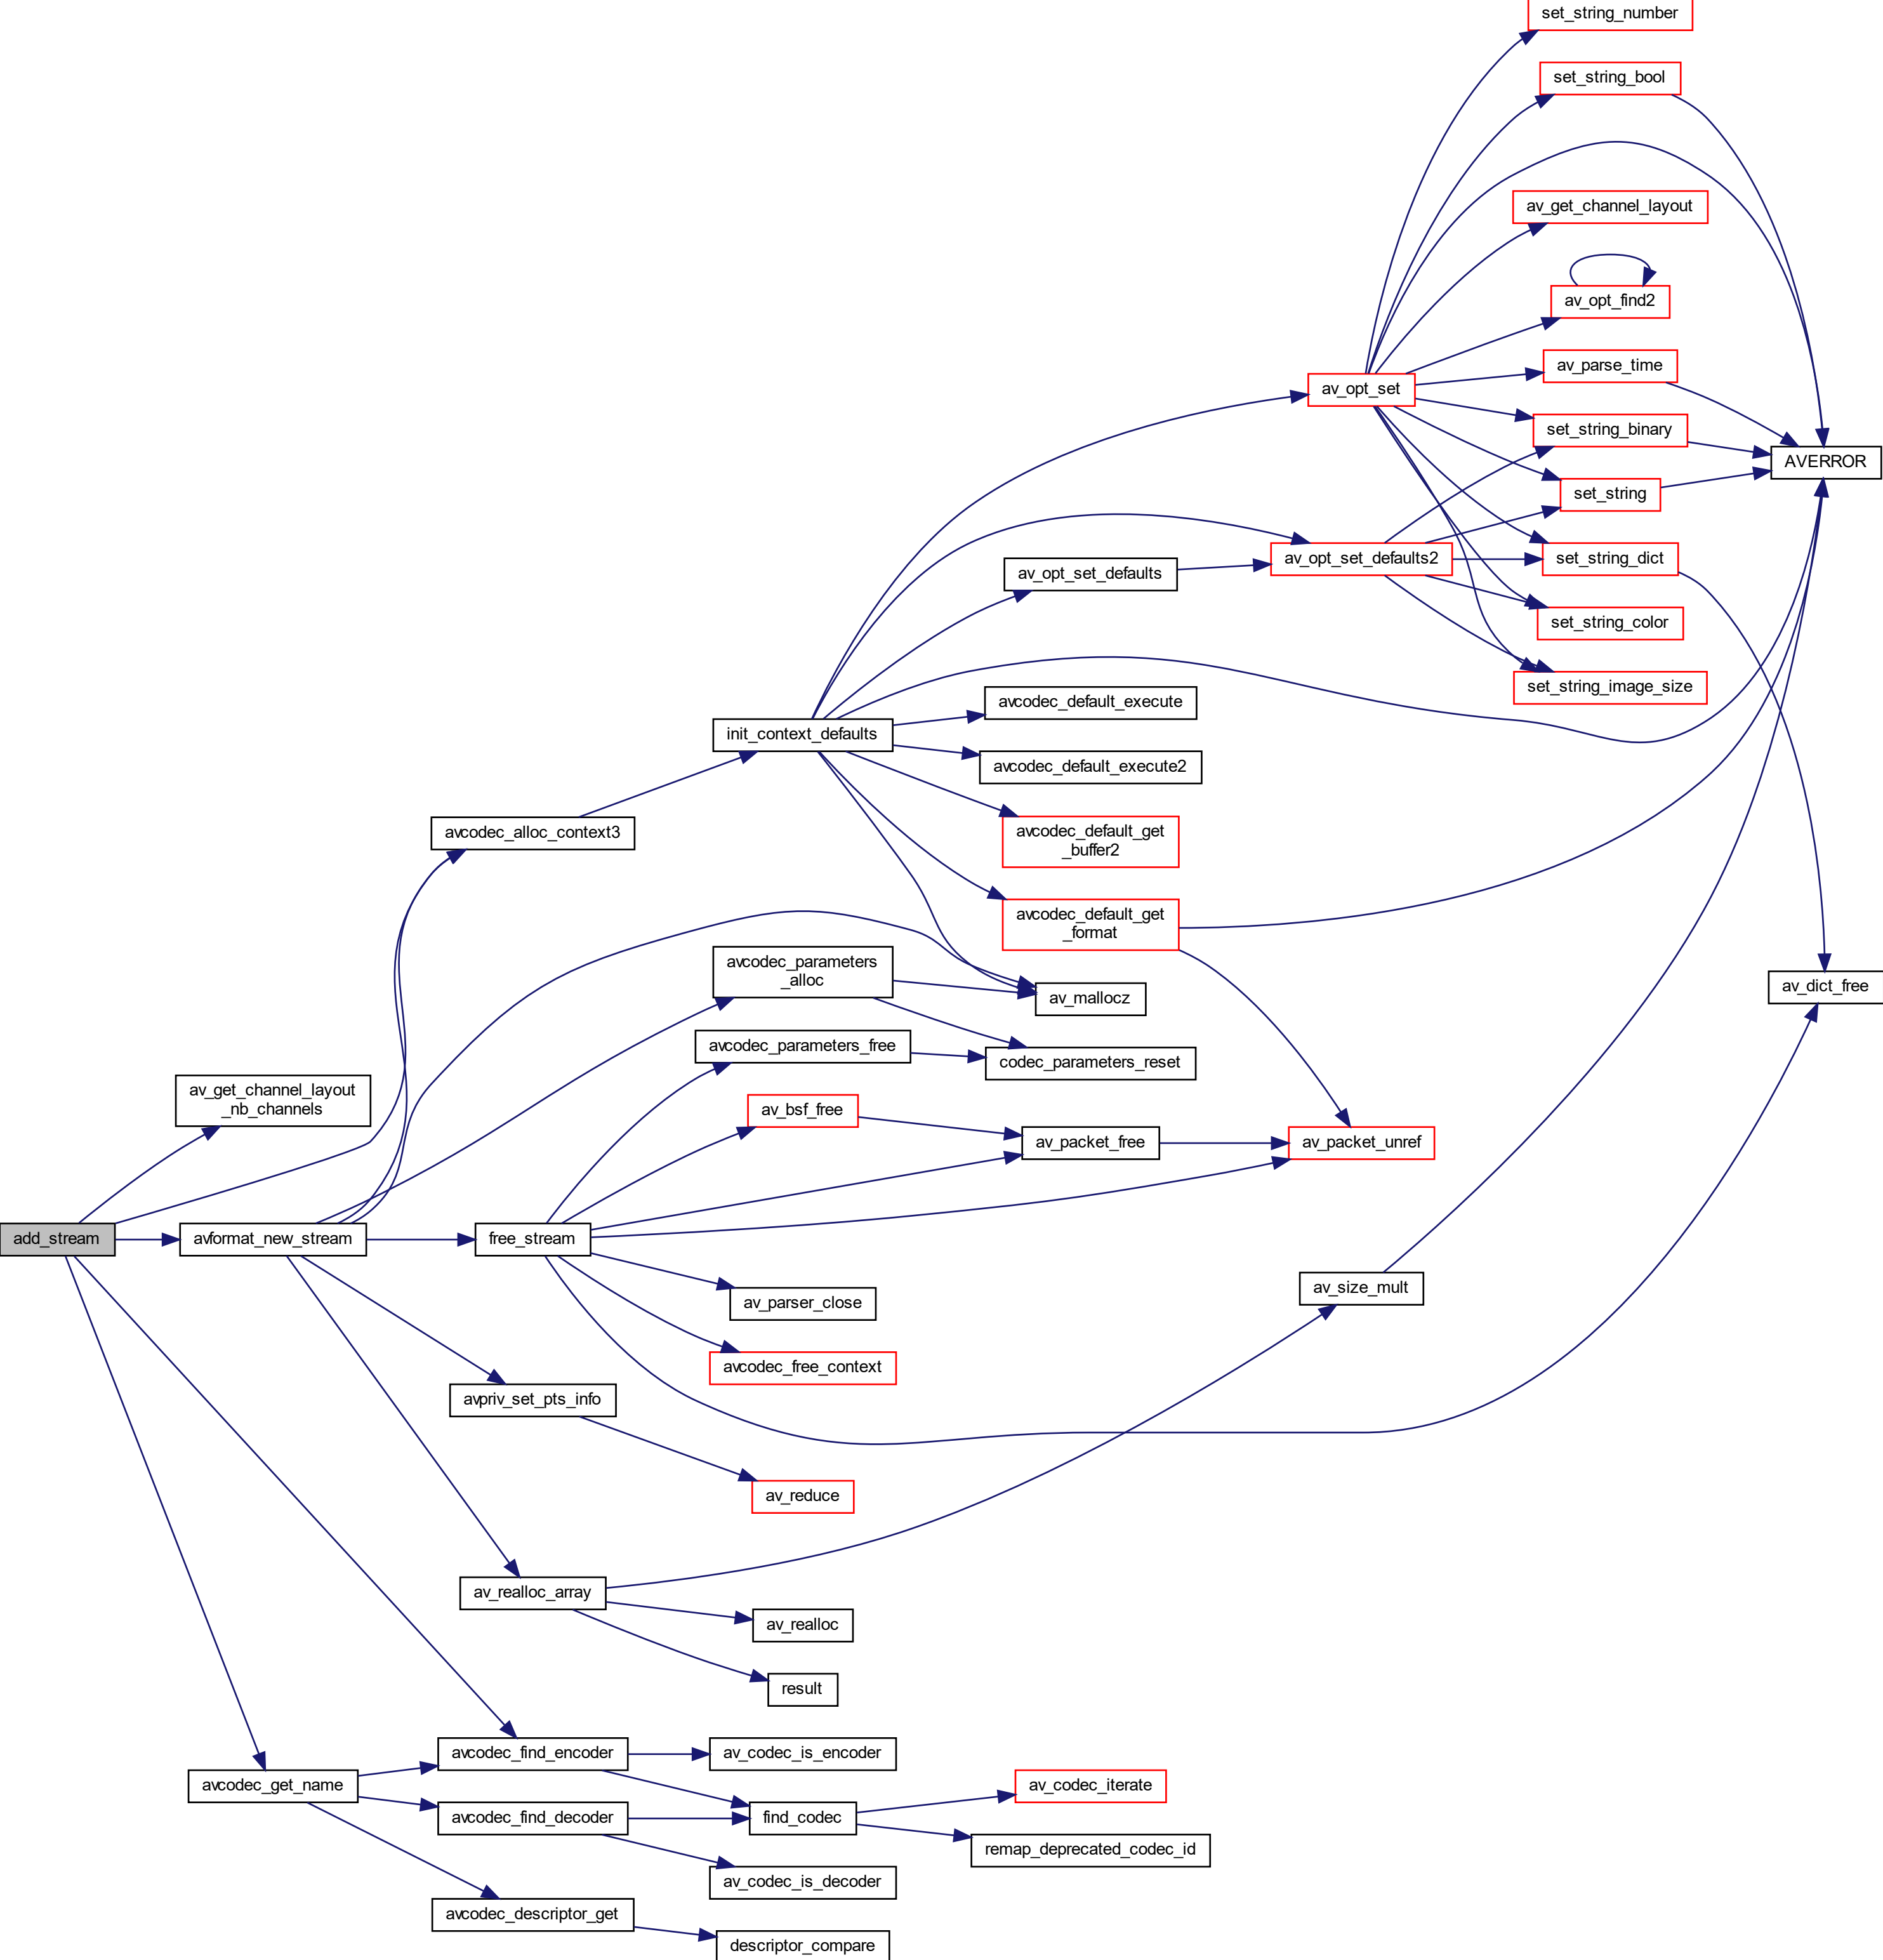 set_string_number
set_string_bool
av_get_channel_layout
av_opt_find2
av_parse_time
av_opt_set
set_string_binary
AVERROR
set_string
av_opt_set_defaults2
set_string_dict
av_opt_set_defaults
set_string_color
set_string_image_size
avcodec_default_execute
init_context_defaults
avcodec_default_execute2
avcodec_alloc_context3
avcodec_default_get
_buffer2
avcodec_default_get
_format
avcodec_parameters
_alloc
av_mallocz
av_dict_free
avcodec_parameters_free
codec_parameters_reset
av_get_channel_layout
_nb_channels
av_bsf_free
av_packet_free
av_packet_unref
add_stream
avformat_new_stream
free_stream
av_size_mult
av_parser_close
avcodec_free_context
avpriv_set_pts_info
av_reduce
av_realloc_array
av_realloc
result
avcodec_find_encoder
av_codec_is_encoder
avcodec_get_name
av_codec_iterate
avcodec_find_decoder
find_codec
remap_deprecated_codec_id
av_codec_is_decoder
avcodec_descriptor_get
descriptor_compare